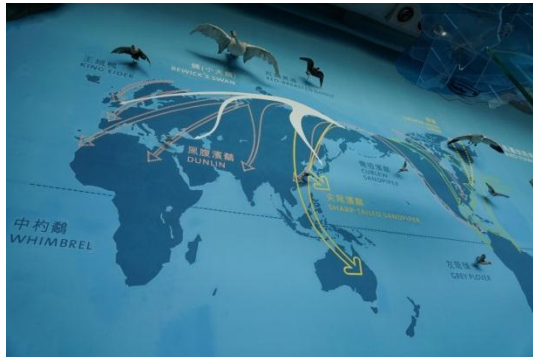 王絨鴨
KING EIDER
鵠(小天鵝)
BEWICK'S SWAN
黑腹濱鷸
DUNLIN
彎嘴濱鷸
CURLEW
SANDPIPER
尖尾濱鷸
SHARP-TAILED SANDPIPER
中杓鷸
WHIMBREL
灰斑鴴
GREY PLOVER